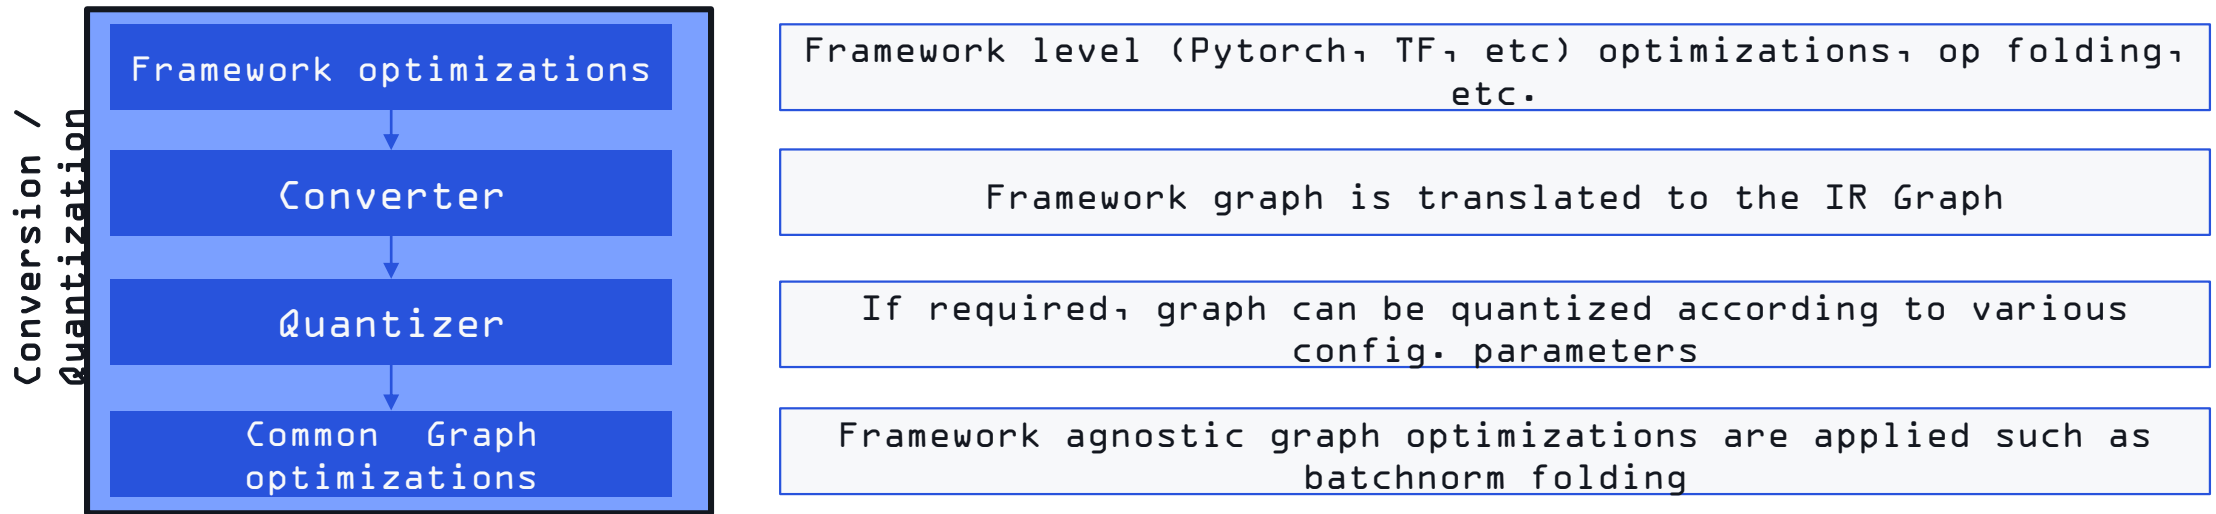 Conversion /
Quantization
Framework optimizations
Framework level (Pytorch, TF, etc) optimizations, op folding,
etc.
Converter
Framework graph is translated to the IR Graph
Quantizer
If required, graph can be quantized according to various
config. parameters
Common Graph
optimizations
Framework agnostic graph optimizations are applied such as
batchnorm folding